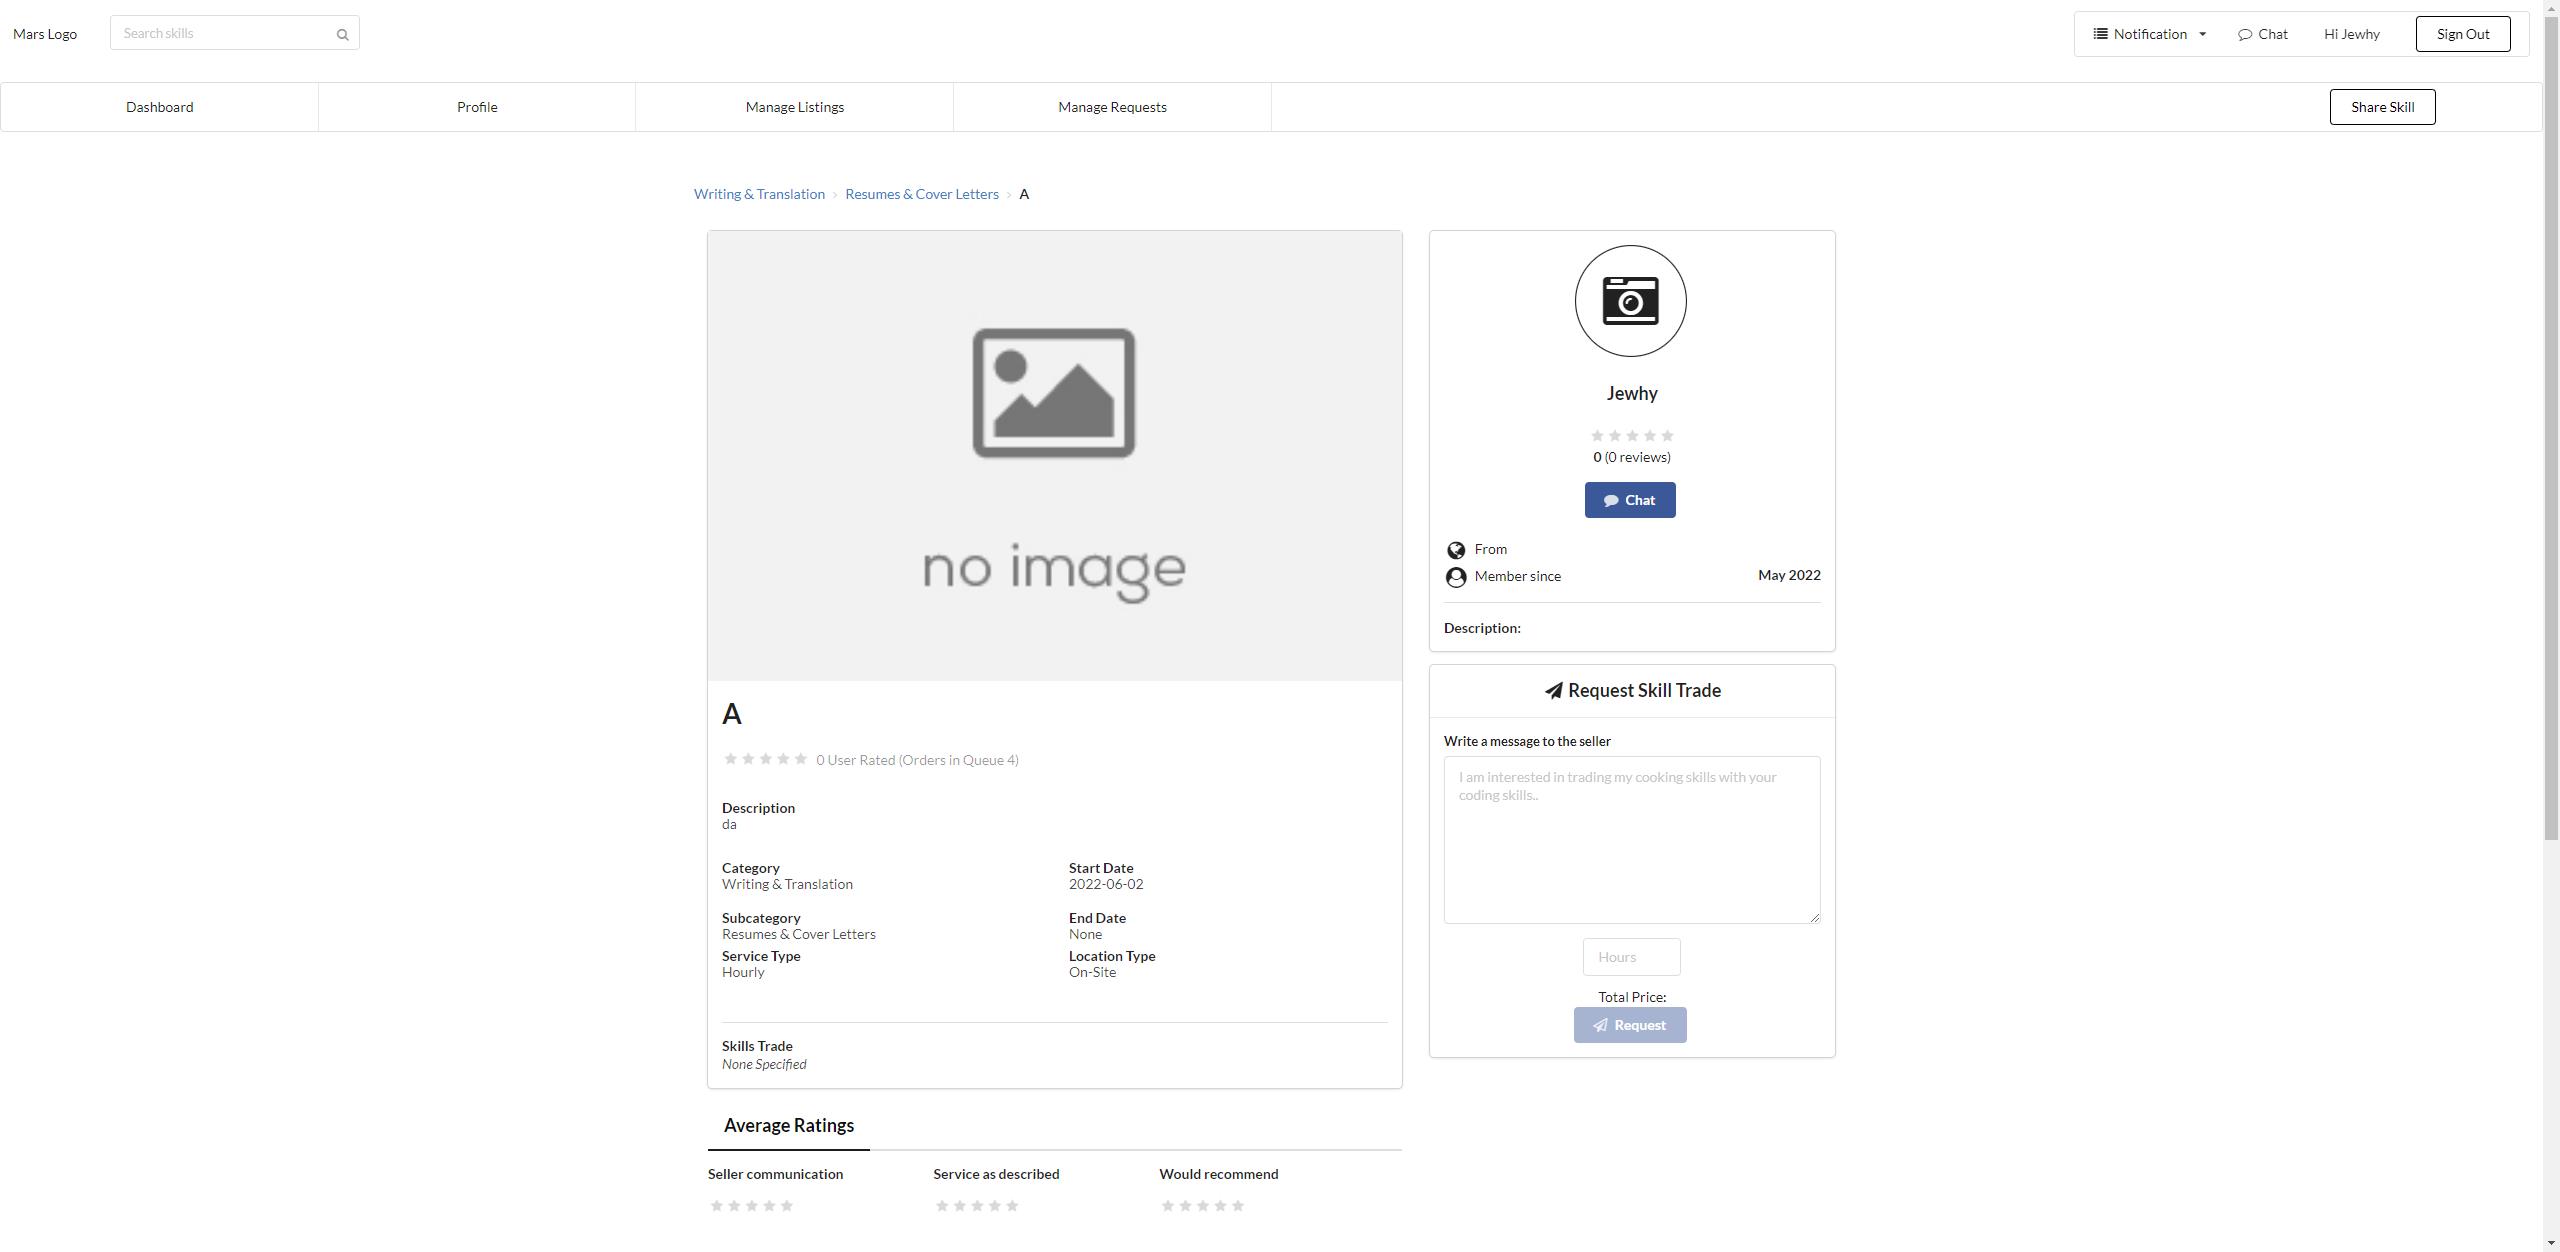 Mars Logo
Search skills
Notification
Chat
Hi Jewhy
Sign Out
Dashboard
Profile
Manage Listings
Manage Requests
Share Skill
Writing & Translation › Resumes & Cover Letters › A
no image
A
0 User Rated (Orders in Queue 4)
Description
da
Category
Writing & Translation
Start Date
2022-06-02
Subcategory
Resumes & Cover Letters
End Date
None
Service Type
Hourly
Location Type
On-Site
Skills Trade
None Specified
Jewhy
0 (0 reviews)
Chat
From
Member since
May 2022
Description:
Request Skill Trade
Write a message to the seller
I am interested in trading my cooking skills with your
coding skills..
Hours
Total Price:
Request
Average Ratings
Seller communication
Service as described
Would recommend